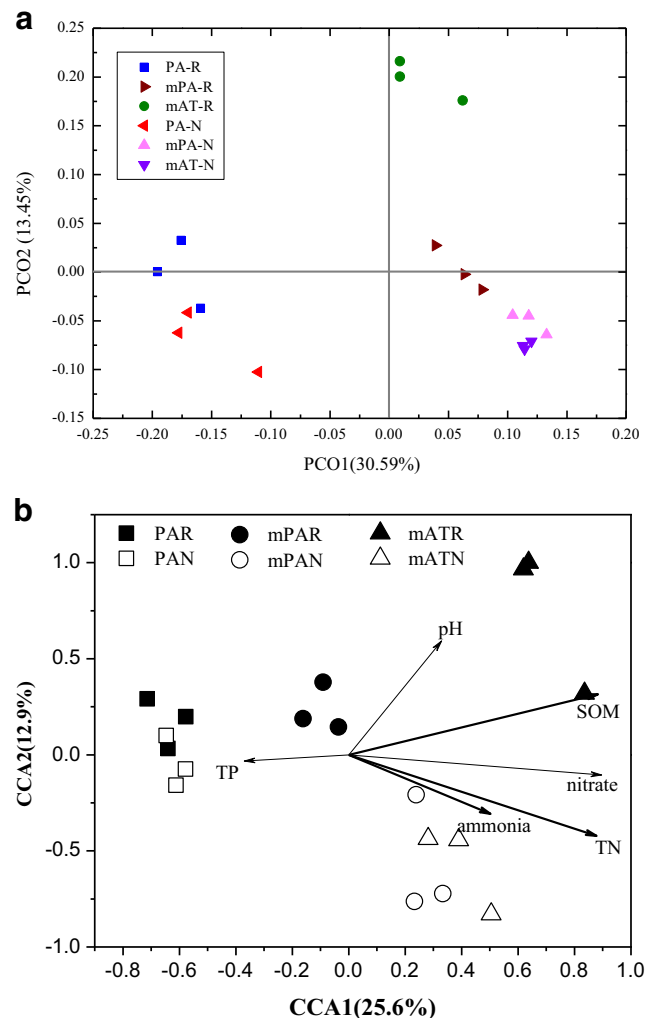 a
PA-R
mPA-R
mAT-R
PA-N
mPA-N
mAT-N
0.25
0.20
0.15
0.10
0.05
0.00
-0.05
-0.10
-0.15
PCO2 (13.45%)
-0.25 -0.20 -0.15 -0.10 -0.05 0.00 0.05 0.10 0.15 0.20
PCO1(30.59%)
b
PAR mPAR mATR
PAN mPAN mATN
1.0
0.5
0.0
-0.5
-1.0
CCA2(12.9%)
pH
SOM
TP
nitrate
ammonia
TN
-0.8 -0.6 -0.4 -0.2 0.0 0.2 0.4 0.6 0.8 1.0
CCA1(25.6%)